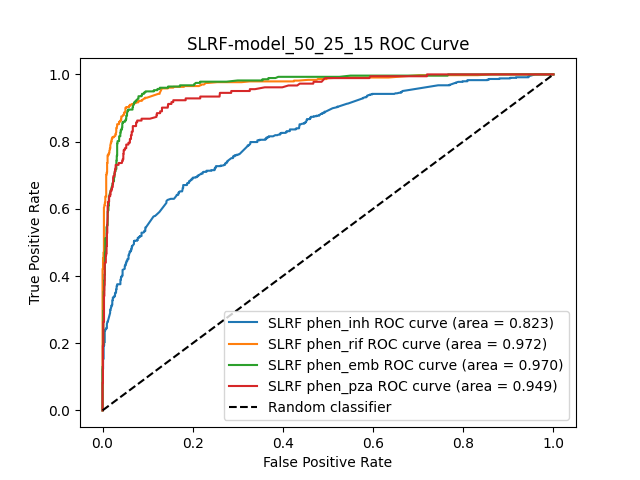 SLRF-model_50_25_15 ROC Curve
True Positive Rate
1.0
0.8
0.6
0.4
0.2
0.0
SLRF phen_inh ROC curve (area = 0.823)
SLRF phen_rif ROC curve (area = 0.972)
SLRF phen_emb ROC curve (area = 0.970)
SLRF phen_pza ROC curve (area = 0.949)
Random classifier
0.0 0.2 0.4 0.6 0.8 1.0
False Positive Rate